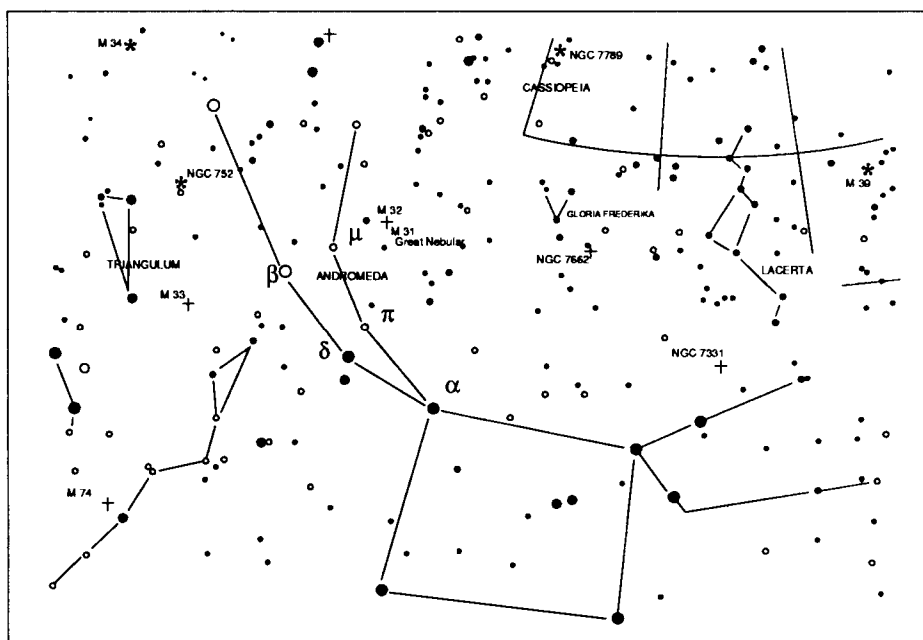 M 34
NGC 7789
CASSIOPEIA
NGC 752
M 39
M 32
M 31
Great Nebular
μ
GLORIA FREDERIKA
NGC 7662
TRIANGULUM
β
ANDROMEDA
LACERTA
M 33
π
δ
NGC 7331
α
M 74